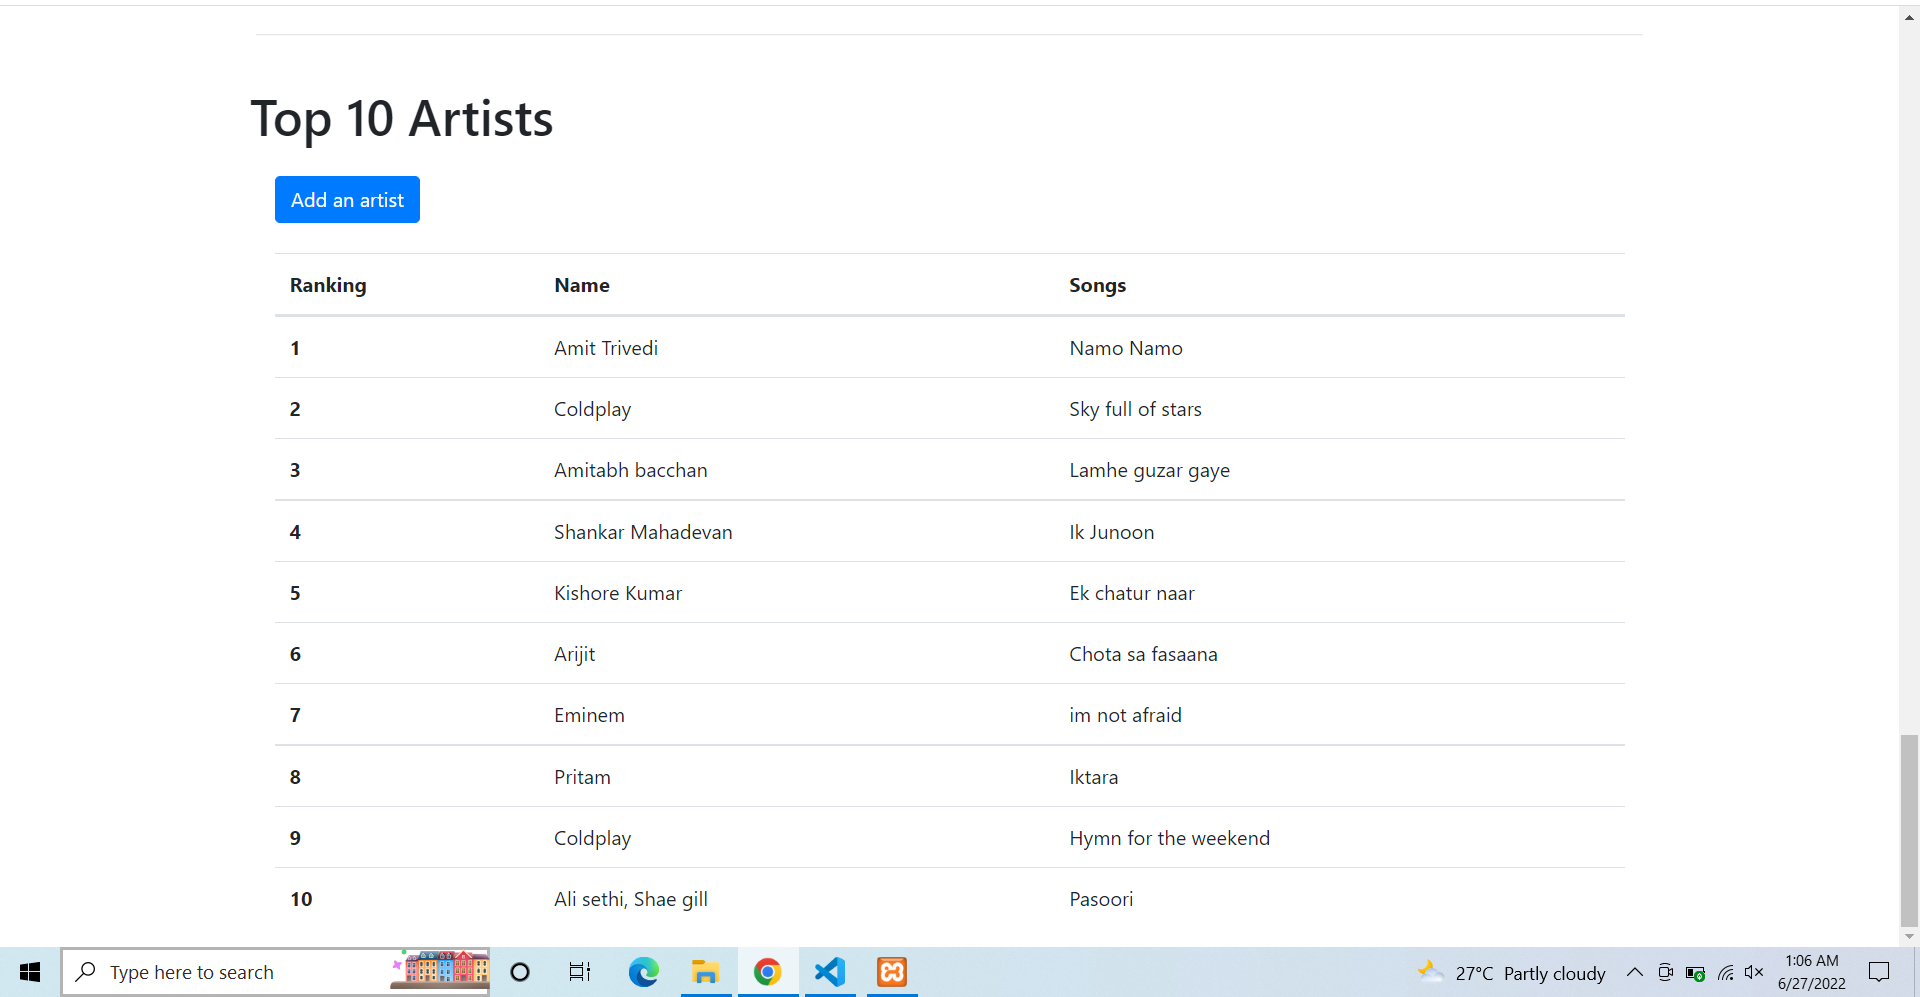 Top 10 Artists
Add an artist
Ranking Name Songs
1 Amit Trivedi Namo Namo
2 Coldplay Sky full of stars
3 Amitabh bacchan Lamhe guzar gaye
4 Shankar Mahadevan Ik Junoon
5 Kishore Kumar Ek chatur naar
6 Arijit Chota sa fasaana
7 Eminem im not afraid
8 Pritam Iktara
9 Coldplay Hymn for the weekend
10 Ali sethi, Shae gill Pasoori
Type here to search
27°C Partly cloudy
1:06 AM
6/27/2022